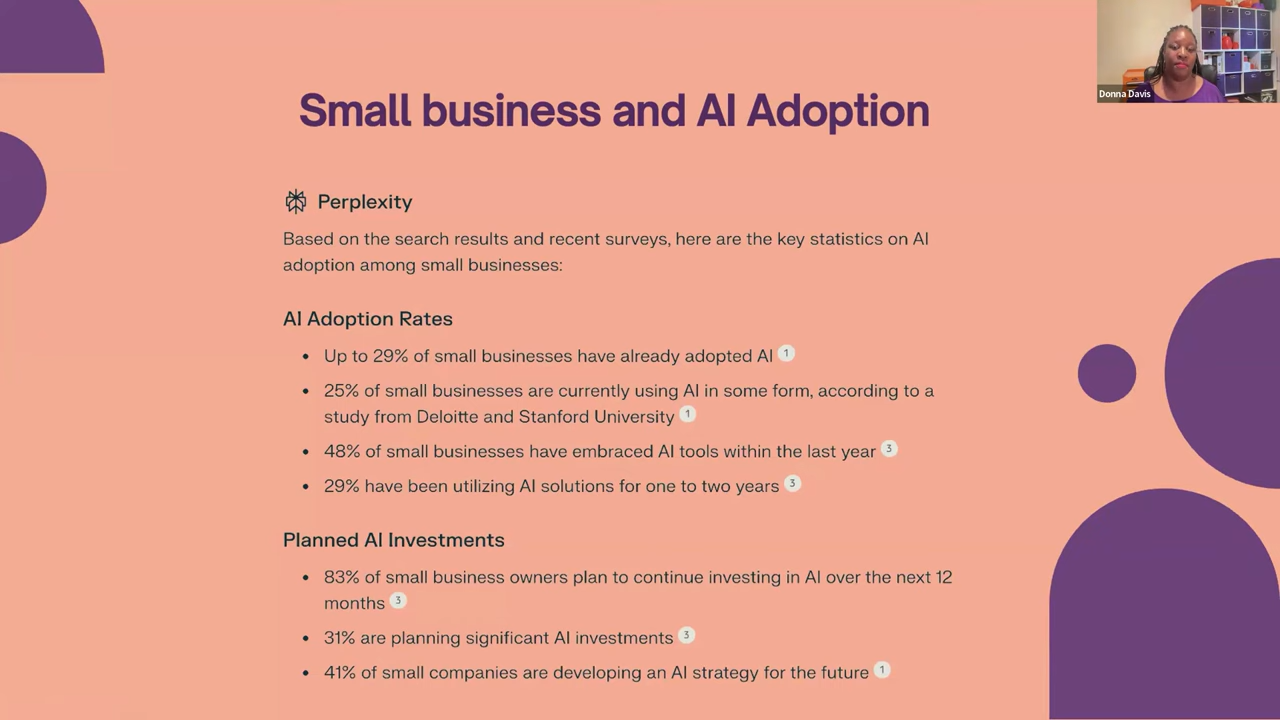 Donna Davis
Small business and AI Adoption
Perplexity
Based on the search results and recent surveys, here are the key statistics on AI
adoption among small businesses:
AI Adoption Rates
• Up to 29% of small businesses have already adopted AI 1
• 25% of small businesses are currently using AI in some form, according to a
study from Deloitte and Stanford University 1
• 48% of small businesses have embraced AI tools within the last year 3
• 29% have been utilizing AI solutions for one to two years 3
Planned AI Investments
• 83% of small business owners plan to continue investing in AI over the next 12
months 3
• 31% are planning significant AI investments 3
• 41% of small companies are developing an AI strategy for the future 1